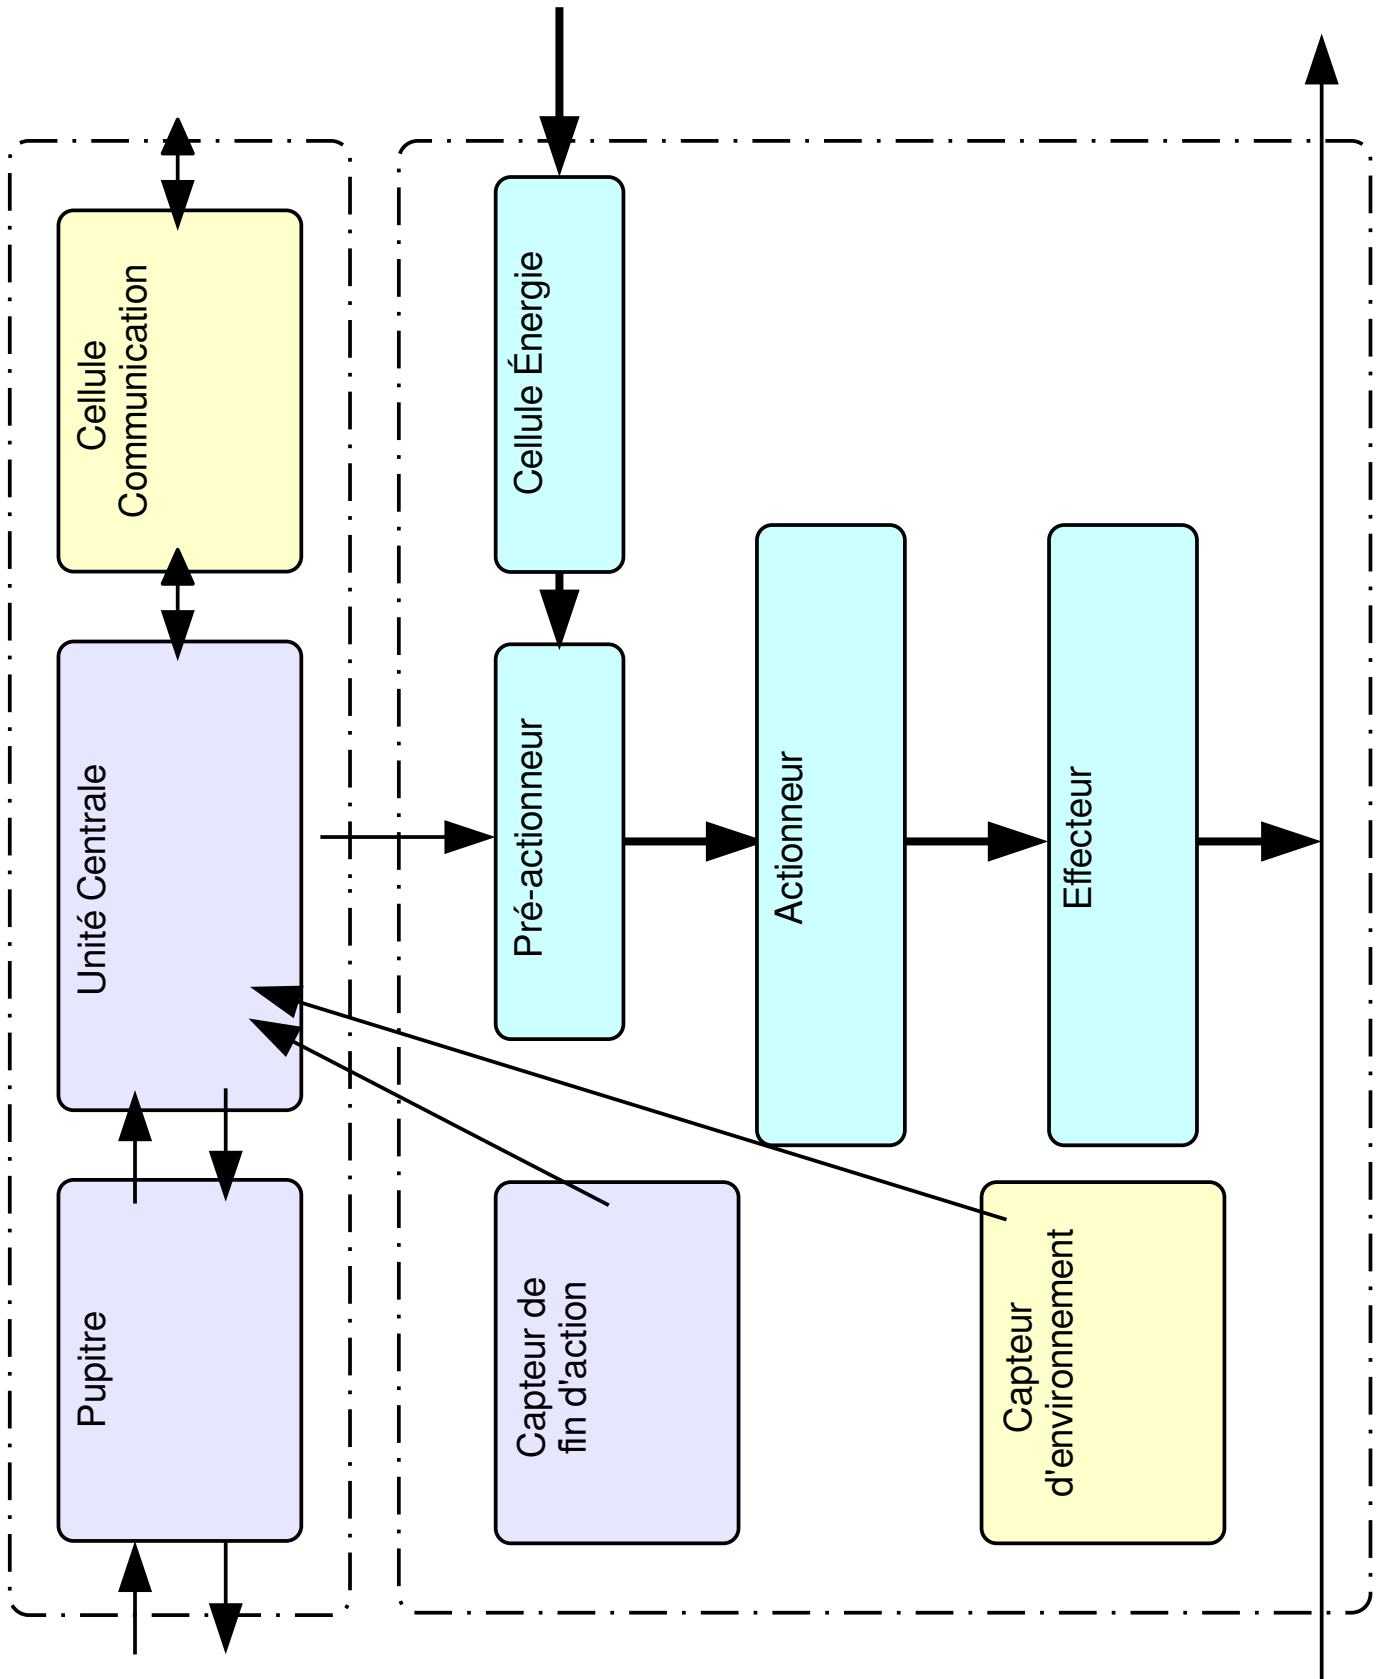 Pupitre
Unité Centrale
Cellule
Communication
Capteur de
fin d'action
Pré-actionneur
Cellule Énergie
Actionneur
Capteur
d'environnement
Effecteur